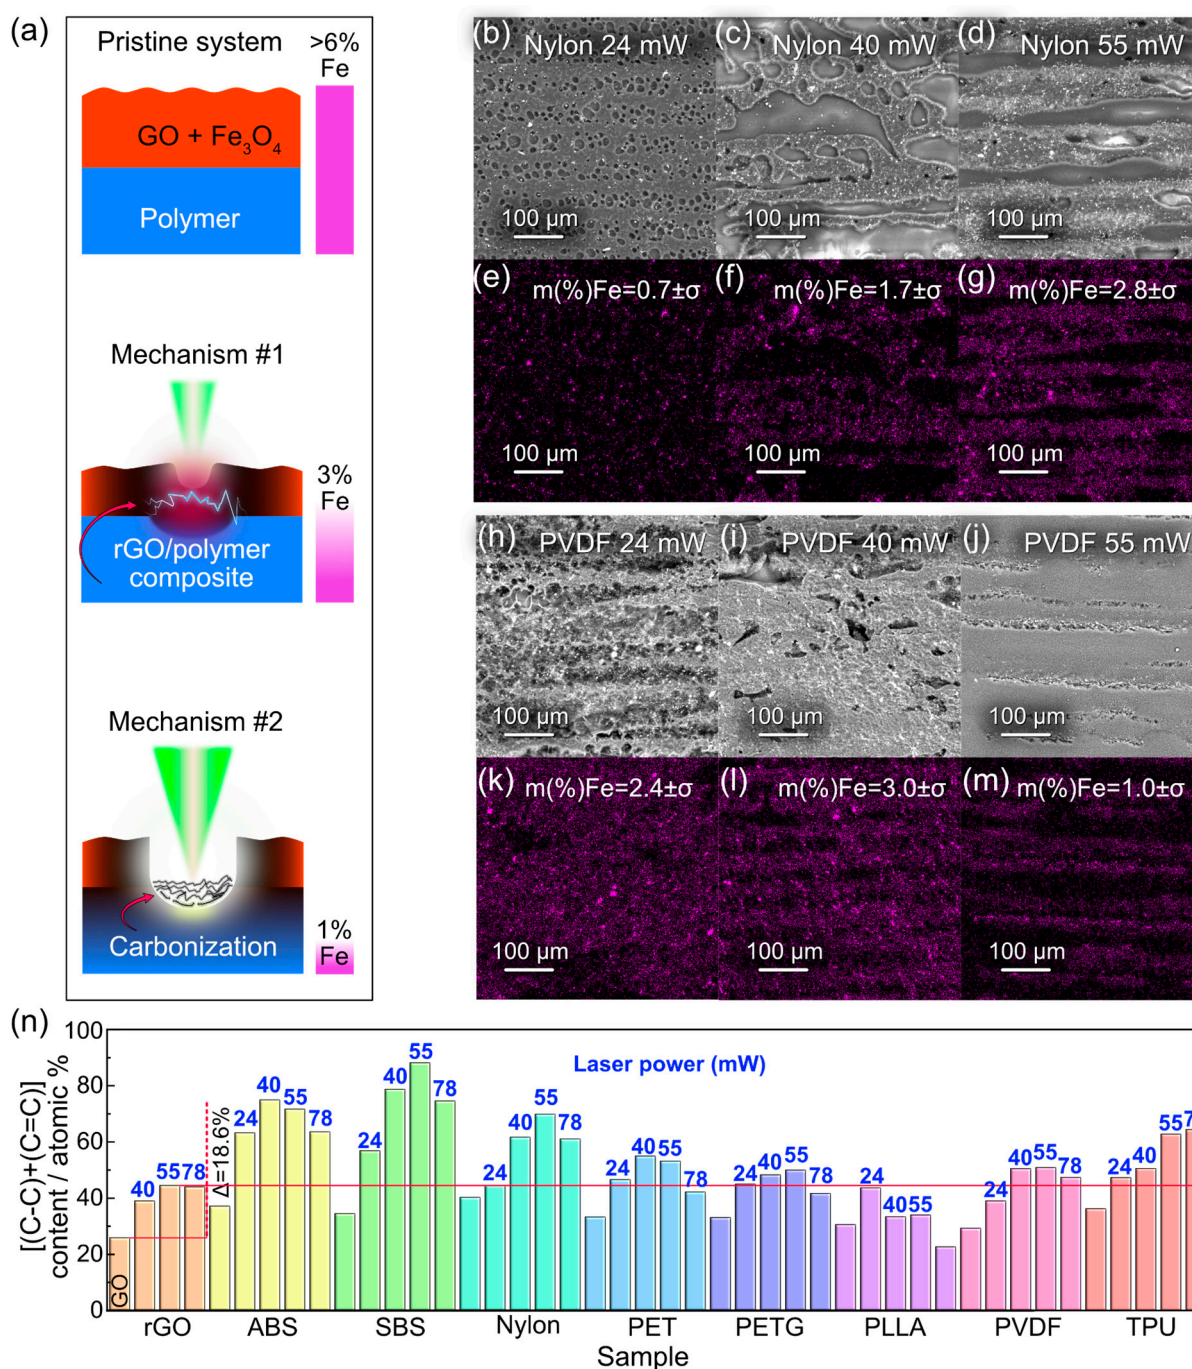 (a)
Pristine system
>6%
Fe
GO + Fe3O4
Polymer
Mechanism #1
3%
Fe
rGO/polymer
composite
Mechanism #2
Carbonization
1%
Fe
(b) Nylon 24 mW
100 µm
(c) Nylon 40 mW
100 µm
(d) Nylon 55 mW
100 µm
(e) m(%)Fe=0.7±σ
100 µm
(f) m(%)Fe=1.7±σ
100 µm
(g) m(%)Fe=2.8±σ
100 µm
(h) PVDF 24 mW
100 µm
(i) PVDF 40 mW
100 µm
(j) PVDF 55 mW
100 µm
(k) m(%)Fe=2.4±σ
100 µm
(l) m(%)Fe=3.0±σ
100 µm
(m) m(%)Fe=1.0±σ
100 µm
(n)
[(C-C)+(C=C)]
content / atomic %
100
80
60
40
20
0
Laser power (mW)
GO
40 55 78
Δ=18.6%
24 40 55 78
24 40 55 78
24 40 55 78
24 40 55 78
24 40 55 78
24 40 55
24 40 55 78
24 40 55 7
rGO ABS SBS Nylon PET PETG PLLA PVDF TPU
Sample